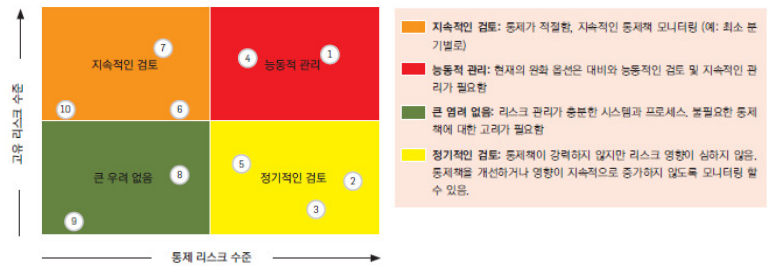 고유 리스크 수준
지속적인 검토
7
10
6
4
능동적 관리
1
큰 우려 없음
8
9
5
정기적인 검토
2
3
통제 리스크 수준
지속적인 검토: 통제가 적절함, 지속적인 통제책 모니터링 (예: 최소 분
기별로)
능동적 관리: 현재의 완화 옵션은 대비와 능동적인 검토 및 지속적인 관
리가 필요함
큰 염려 없음: 리스크 관리가 충분한 시스템과 프로세스, 불필요한 통제
책에 대한 고려가 필요함
정기적인 검토: 통제책이 강력하지 않지만 리스크 영향이 심하지 않음.
통제책을 개선하거나 영향이 지속적으로 증가하지 않도록 모니터링 할
수 있음.